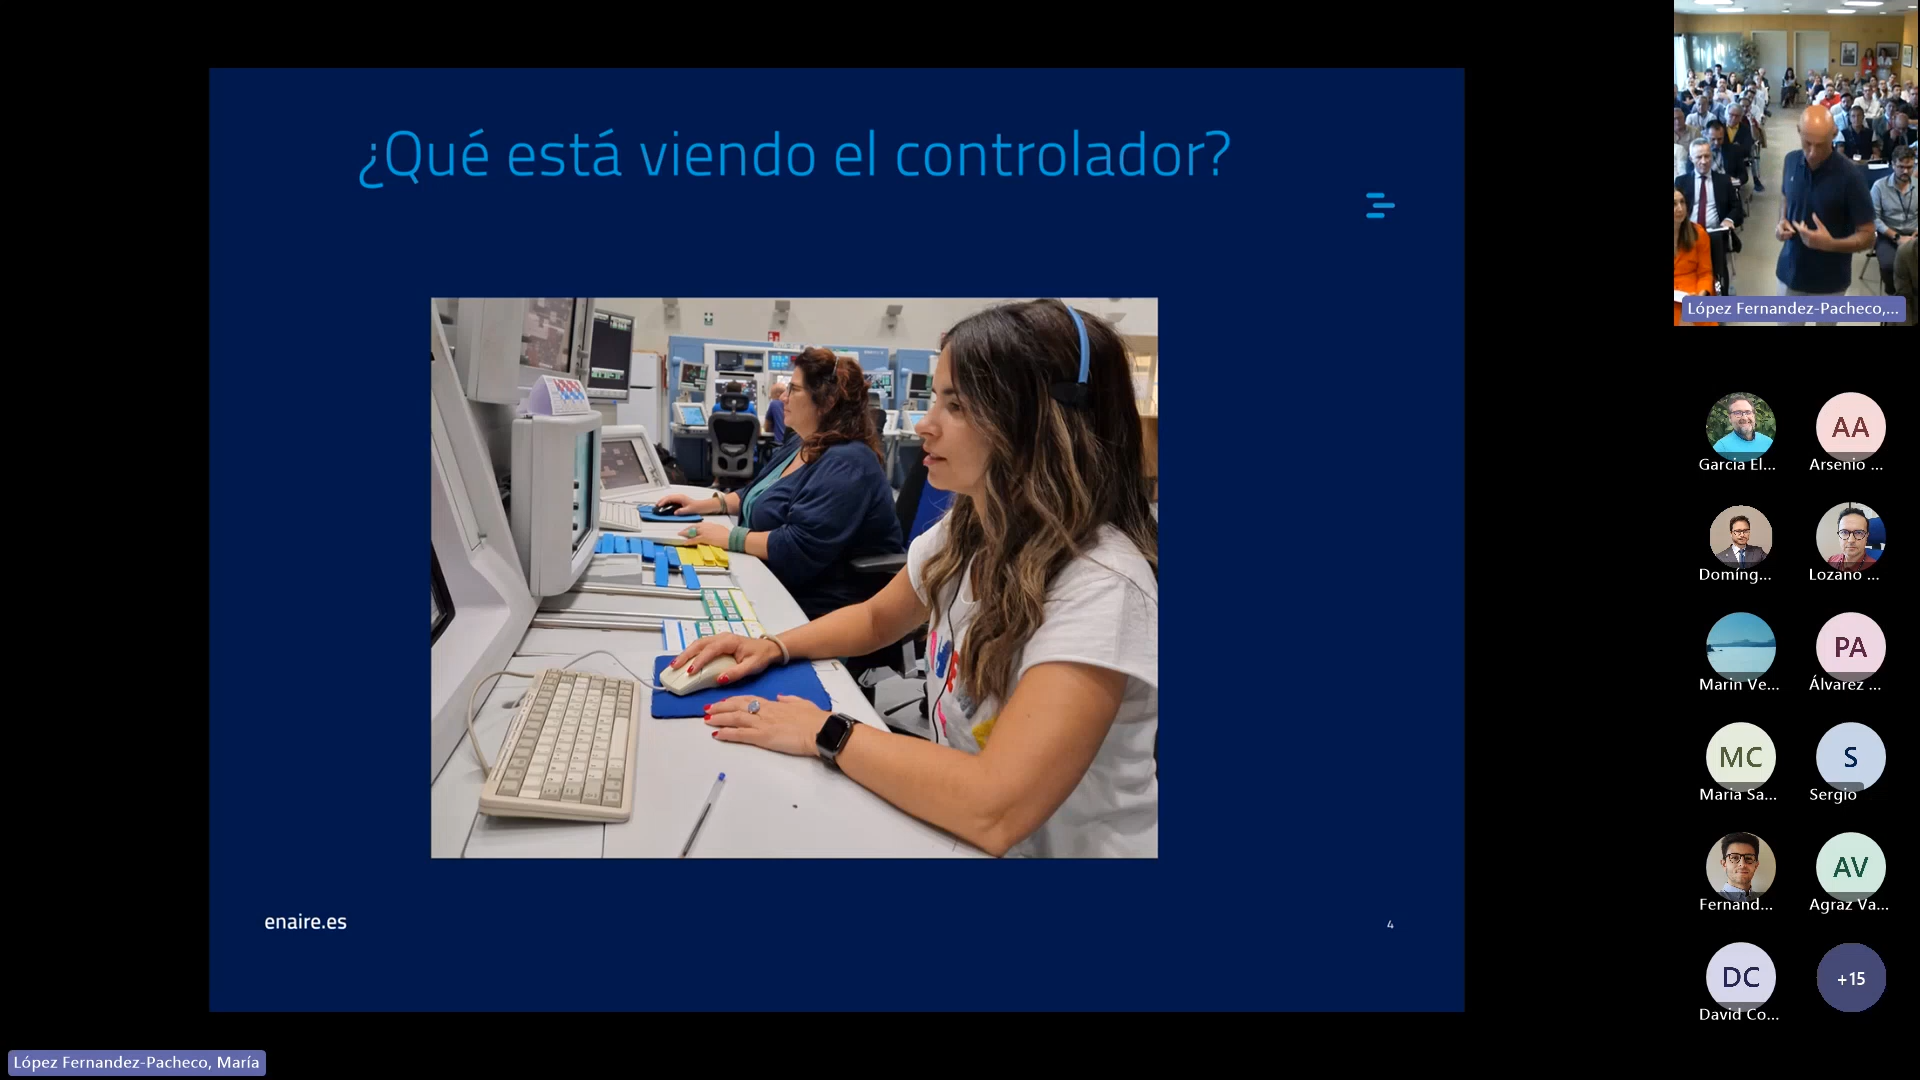 ¿Qué está viendo el controlador?
enaire.es
4
López Fernandez-Pacheco,...
Garcia El...
AA
Arsenio ...
Domíng...
Lozano ...
Marin Ve...
PA
Álvarez ...
MC
Maria Sa...
S
Sergio
Fernand...
AV
Agraz Va...
DC
David Co...
+15
López Fernandez-Pacheco, María